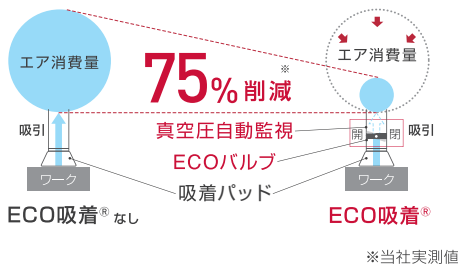 エア消費量
エア消費量
75%削減※
吸引
真空圧自動監視
開
閉
吸引
ECOバルブ
ワーク
吸着パッド
ワーク
ECO吸着® なし
ECO吸着®
※当社実測値